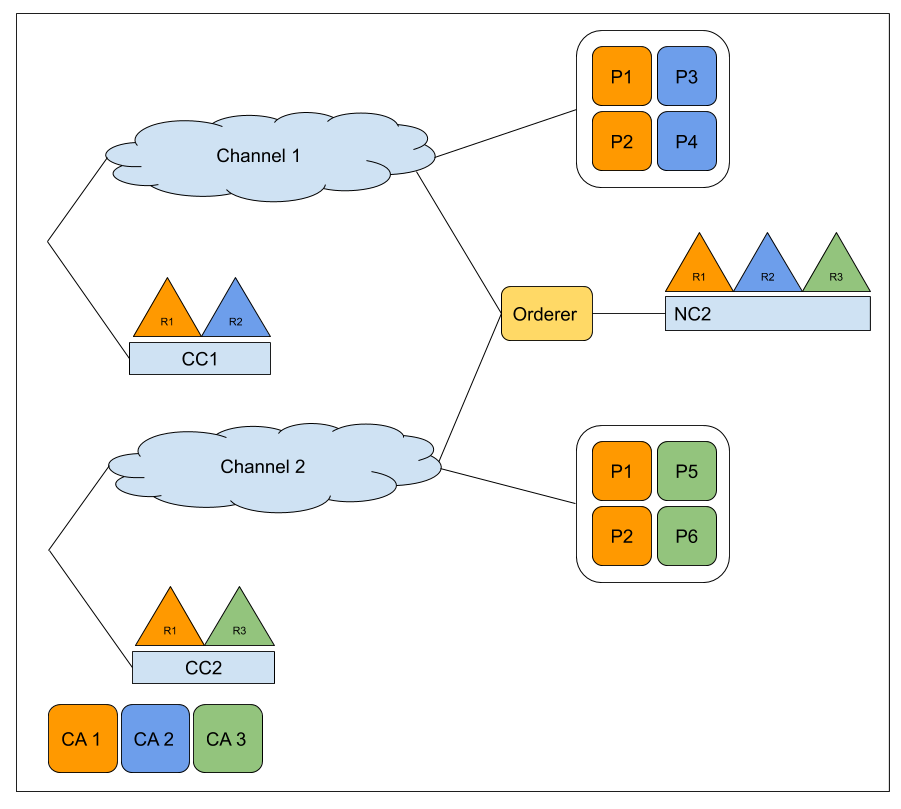 P1 P3
P2 P4
Channel 1
R1 R2 R3
NC2
Orderer
R1 R2
CC1
Channel 2
P1 P5
P2 P6
R1 R3
CC2
CA 1 CA 2 CA 3